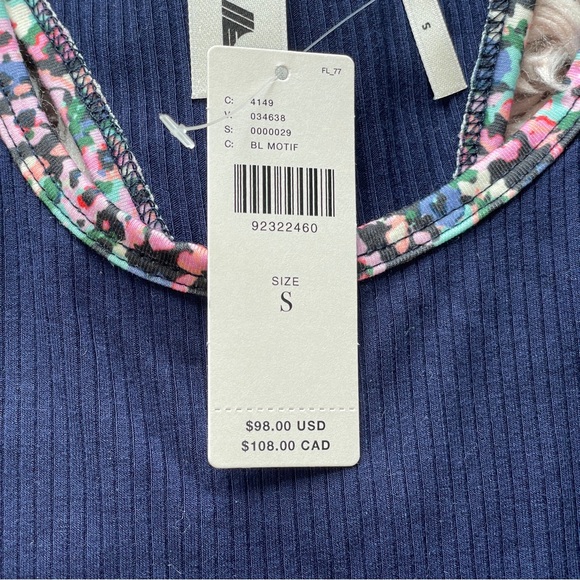 S
FL_77
C: 4149
V: 034638
S: 0000029
C: BL MOTIF
92322460
SIZE
S
$98.00 USD
$108.00 CAD